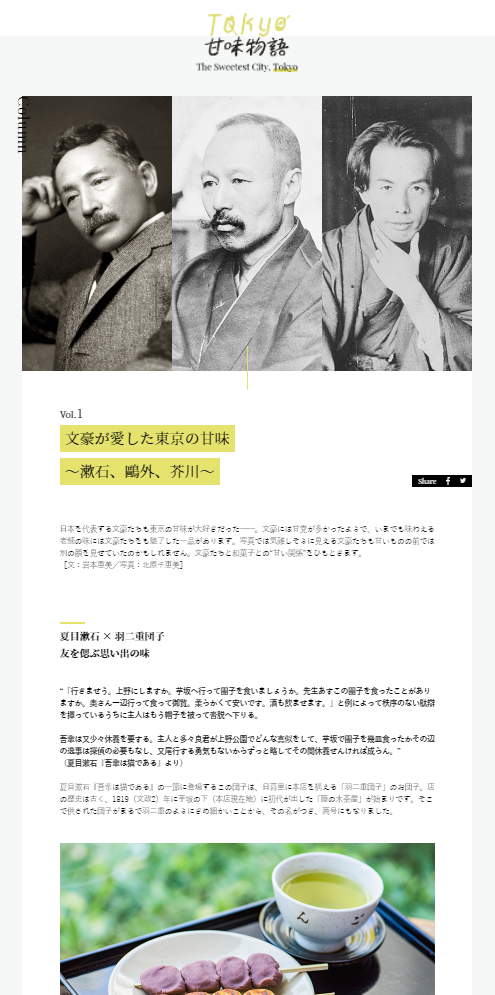 Tokyo
甘味物語
The Sweetest City, Tokyo
Column
Vol.1
文豪が愛した東京の甘味
〜漱石、鷗外、芥川〜
Share
日本を代表する文豪たちも東京の甘味が大好きだった──。文豪には甘党が多かったようで、いまでも味わえる
老舗の味には文豪たちをも魅了した一品があります。写真では気難しそうに見える文豪たちも甘いものの前では
別の顔を見せていたのかもしれません。文豪たちと和菓子との“甘い関係”をひもときます。
［文：岩本恵美／写真：北原千恵美］
夏目漱石 × 羽二重団子
友を偲ぶ思い出の味
“「行きましょう。上野にしますか。芋坂へ行って團子を食いましょうか。先生あすこの團子を食ったことがあり
ますか。奥さん一辺行って食って御覧。柔らかくて安いです。酒も飲ませます。」と例によって秩序のない駄辯
を揮っているうちに主人はもう帽子を被って沓脱へ下りる。
吾輩は又少々休養を要する。主人と多々良君が上野公園でどんな真似をして、芋坂で團子を幾皿食ったかその辺
の逸事は探偵の必要もなし、又尾行する勇気もないからずっと略してその間休養せんければ成らん。”
（夏目漱石『吾輩は猫である』より）
夏目漱石『吾輩は猫である』の一節に登場するこの団子は、日暮里に本店を構える「羽二重団子」のお団子。店
の歴史は古く、1819（文政2）年に芋坂の下（本店現在地）に初代が出した「藤の木茶屋」が始まりです。そこ
で供された団子がまるで羽二重のようにきめ細かいことから、その名がつき、商号にもなりました。
ん ご